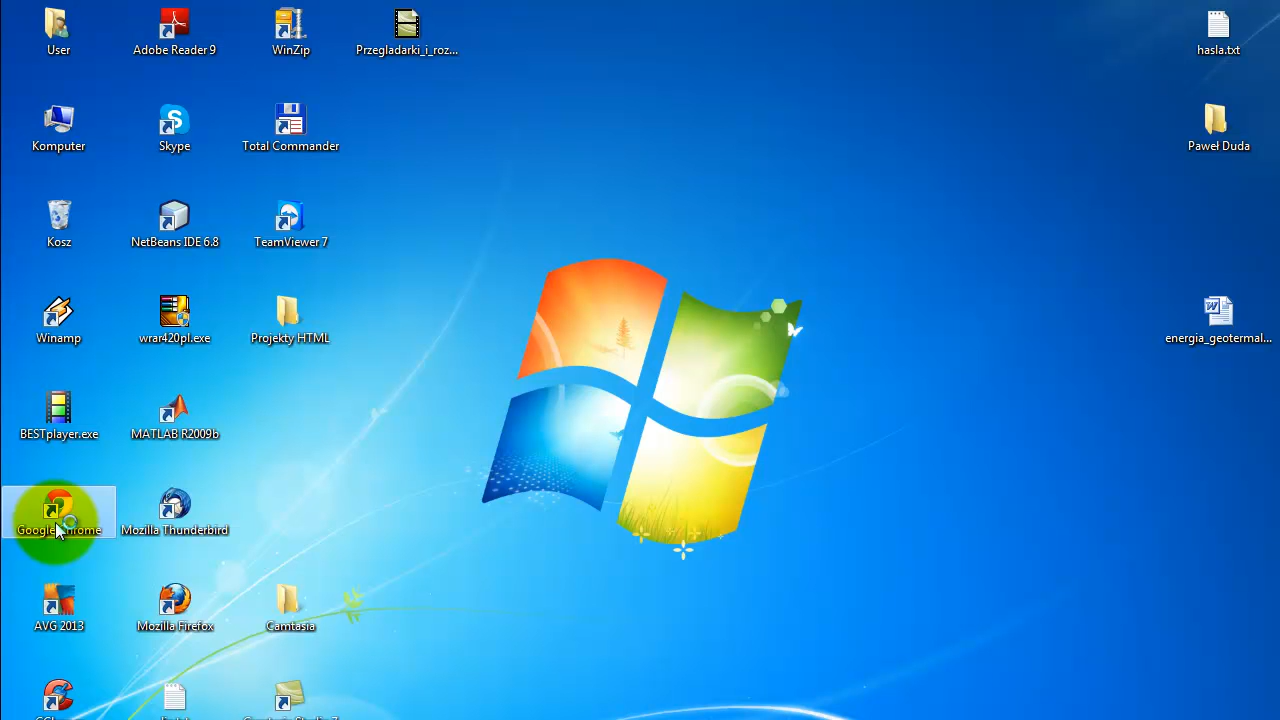 User
Adobe Reader 9
WinZip
Przegladarki_i_roz...
hasla.txt
Komputer
Skype
Total Commander
Paweł Duda
Kosz
NetBeans IDE 6.8
TeamViewer 7
Winamp
wrar420pl.exe
Projekty HTML
energia_geotermal...
BESTplayer.exe
MATLAB R2009b
Google Chrome
Mozilla Thunderbird
AVG 2013
Mozilla Firefox
Camtasia